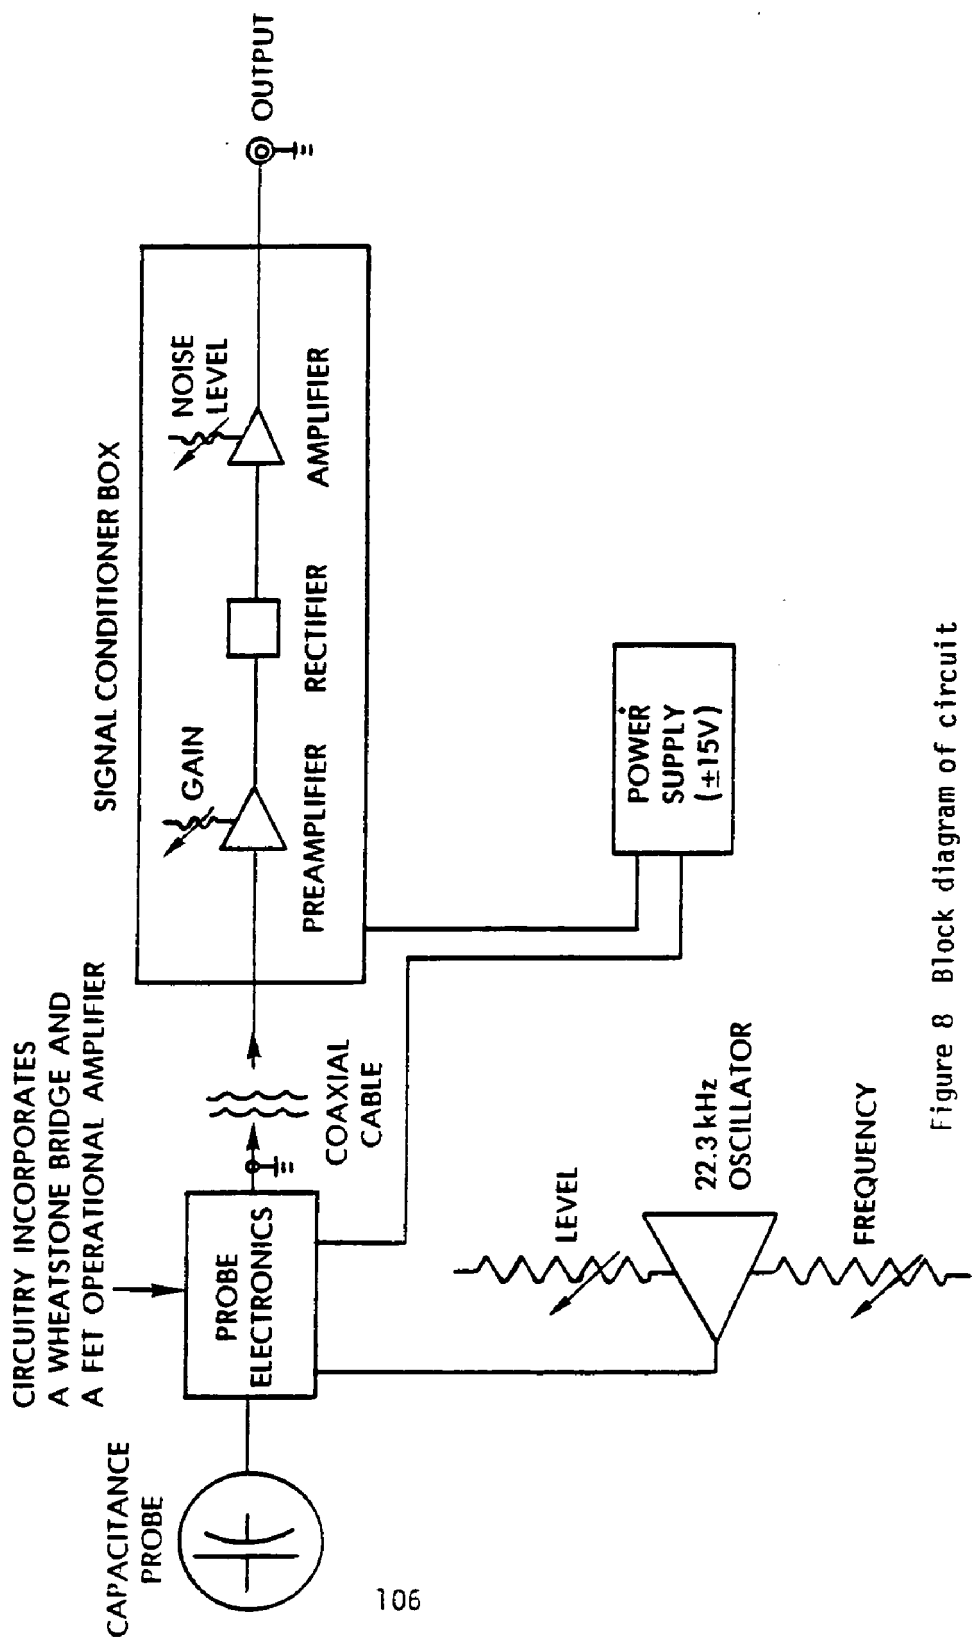 CIRCUITRY INCORPORATES
A WHEATSTONE BRIDGE AND
A FET OPERATIONAL AMPLIFIER
CAPACITANCE
PROBE
PROBE
ELECTRONICS
COAXIAL
CABLE
SIGNAL CONDITIONER BOX
GAIN
NOISE
LEVEL
PREAMPLIFIER
RECTIFIER
AMPLIFIER
OUTPUT
LEVEL
22.3 kHz
OSCILLATOR
FREQUENCY
POWER
SUPPLY
(±15V)
Figure 8 Block diagram of circuit
106